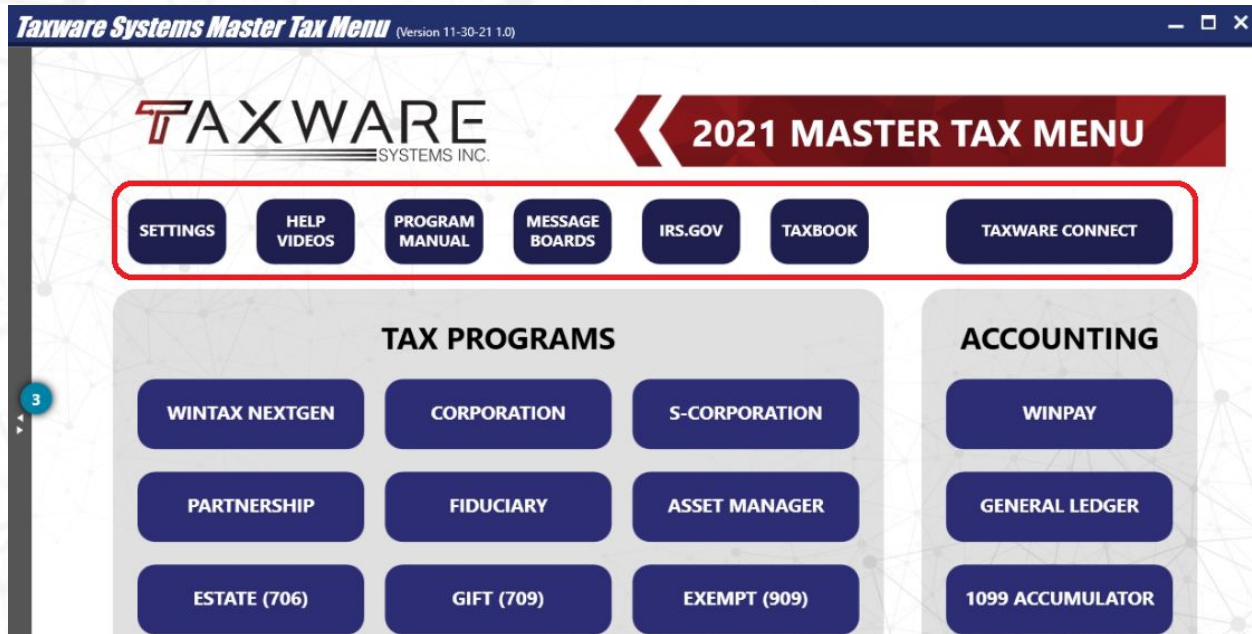 Taxware Systems Master Tax Menu (Version 11-30-21 1.0)
TAXWARE
SYSTEMS INC.
2021 MASTER TAX MENU
SETTINGS
HELP
VIDEOS
PROGRAM
MANUAL
MESSAGE
BOARDS
IRS.GOV
TAXBOOK
TAXWARE CONNECT
TAX PROGRAMS
WINTAX NEXTGEN
CORPORATION
S-CORPORATION
PARTNERSHIP
FIDUCIARY
ASSET MANAGER
ESTATE (706)
GIFT (709)
EXEMPT (909)
ACCOUNTING
WINPAY
GENERAL LEDGER
1099 ACCUMULATOR
3